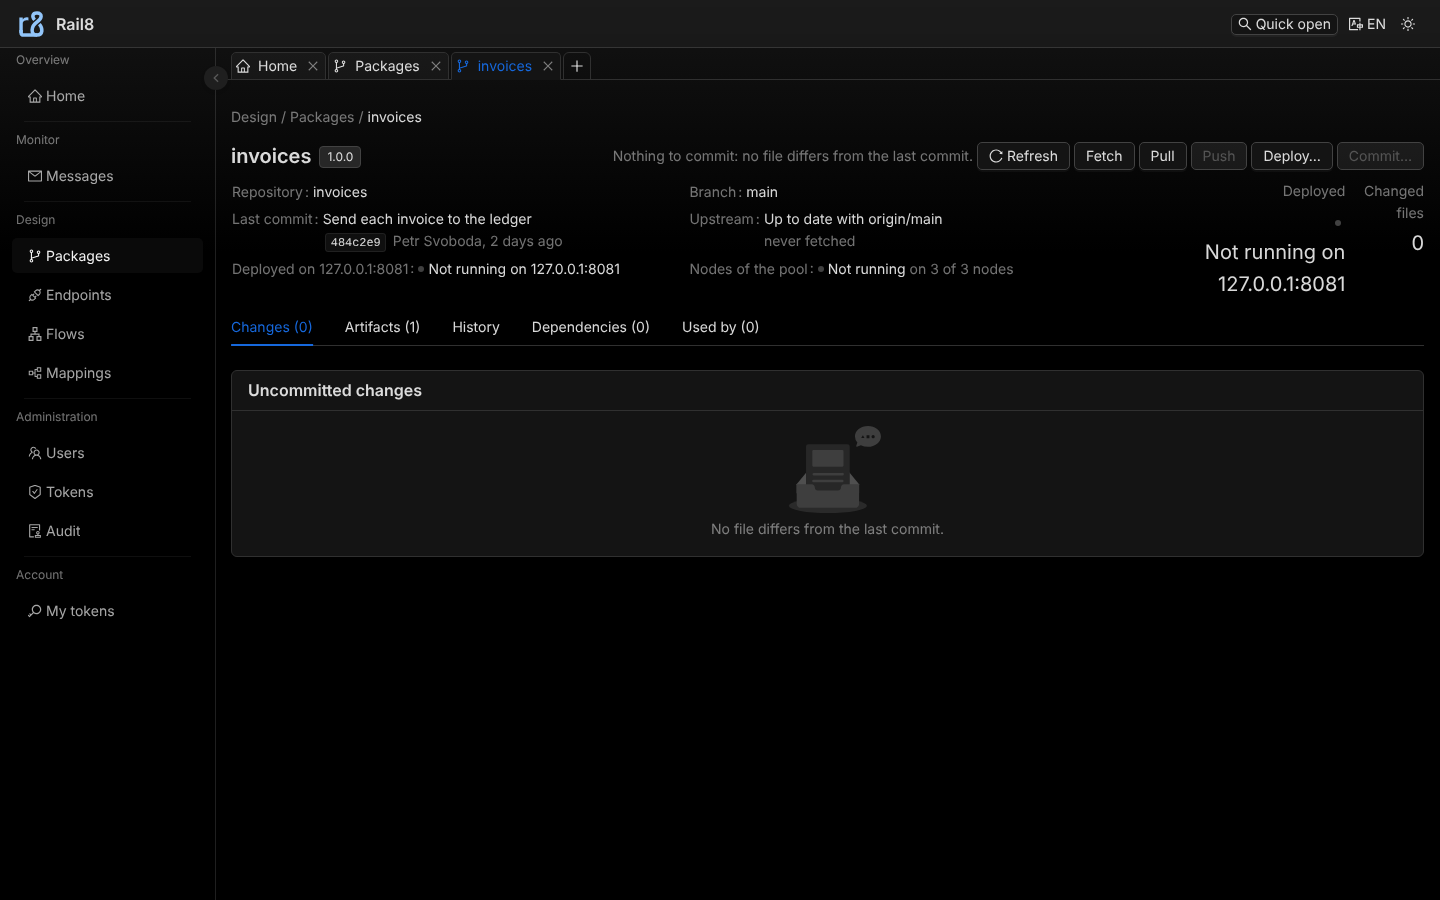 Rail8
Quick open
EN
Overview
Home
Monitor
Messages
Design
Packages
Endpoints
Flows
Mappings
Administration
Users
Tokens
Audit
Account
My tokens
Home
Packages
invoices
Design / Packages / invoices
invoices 1.0.0
Nothing to commit: no file differs from the last commit.
Refresh
Fetch
Pull
Push
Deploy...
Commit...
Repository: invoices
Branch: main
Last commit: Send each invoice to the ledger
484c2e9 Petr Svoboda, 2 days ago
Upstream: Up to date with origin/main
never fetched
Deployed on 127.0.0.1:8081: Not running on 127.0.0.1:8081
Nodes of the pool: Not running on 3 of 3 nodes
Deployed
Not running on
127.0.0.1:8081
Changed
files
0
Changes (0)
Artifacts (1)
History
Dependencies (0)
Used by (0)
Uncommitted changes
No file differs from the last commit.